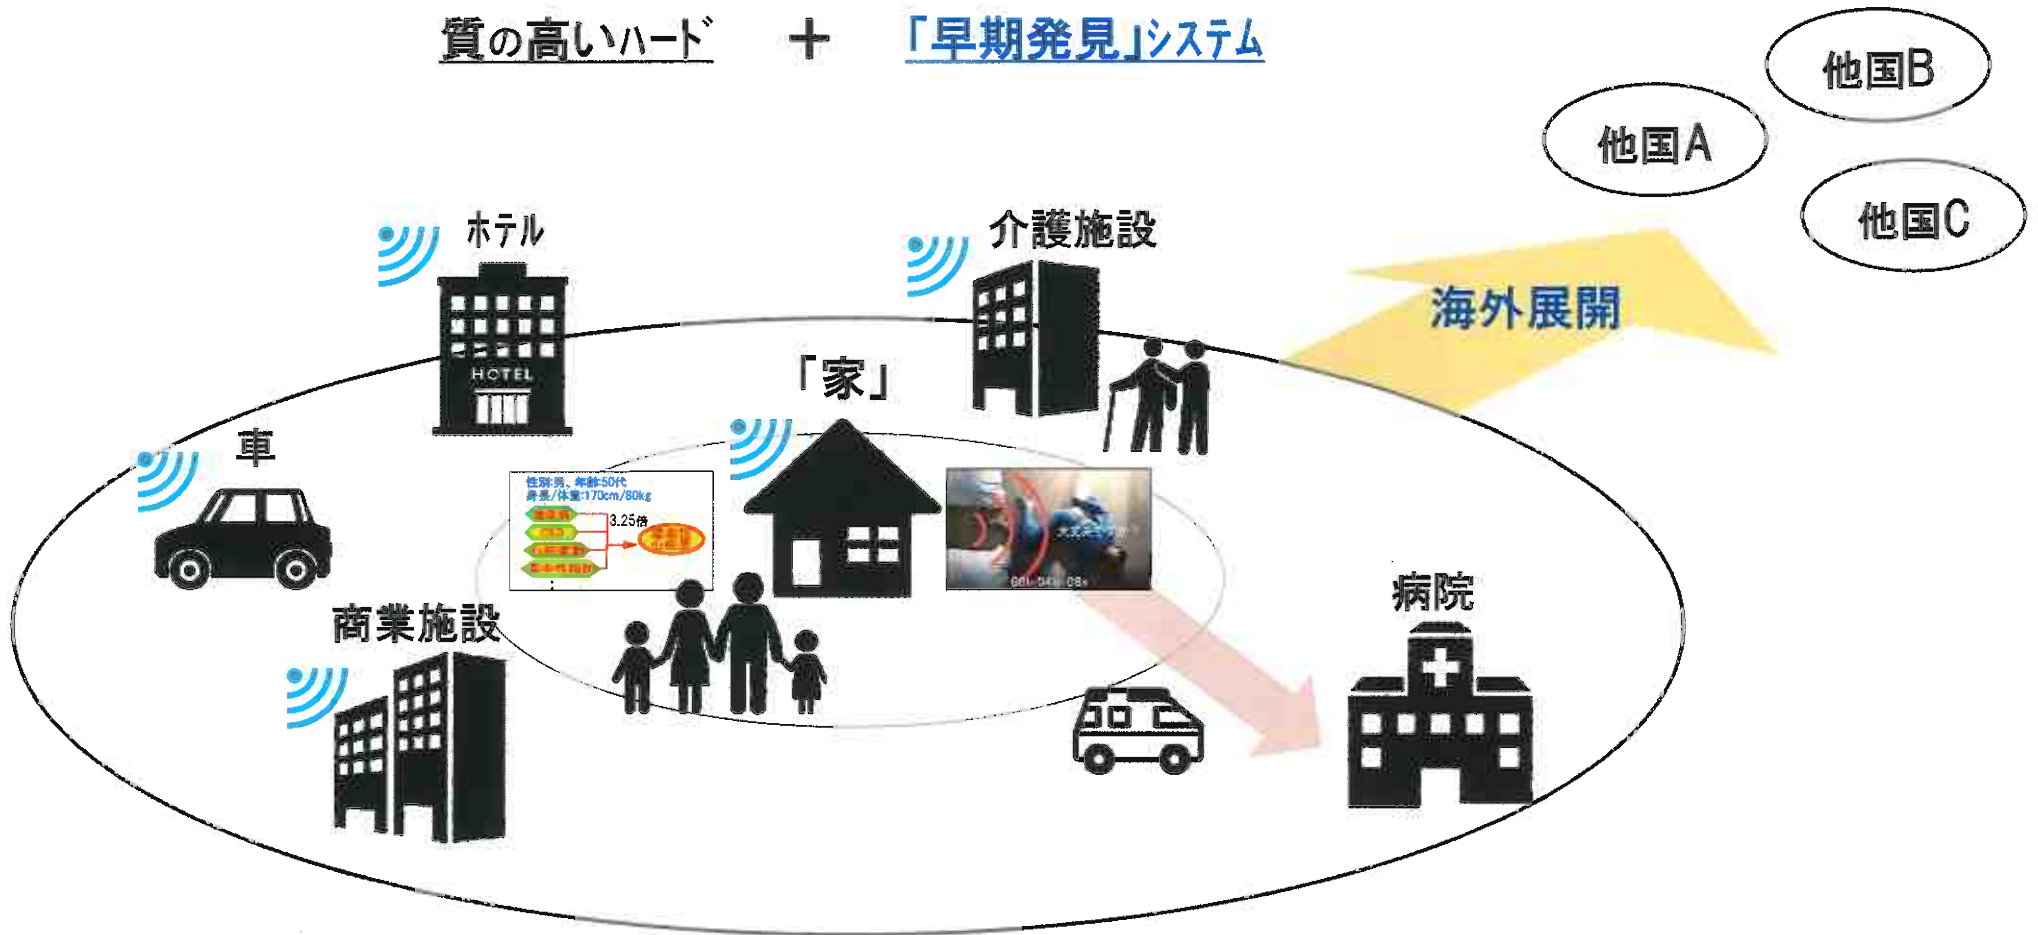 質の高いハード ＋ 「早期発見」システム
他国B
他国A
他国C
海外展開
ホテル
介護施設
HOTEL
「家」
車
性別:男、年齢:50代
身長/体重:170cm/80kg
3.25倍
病院
商業施設